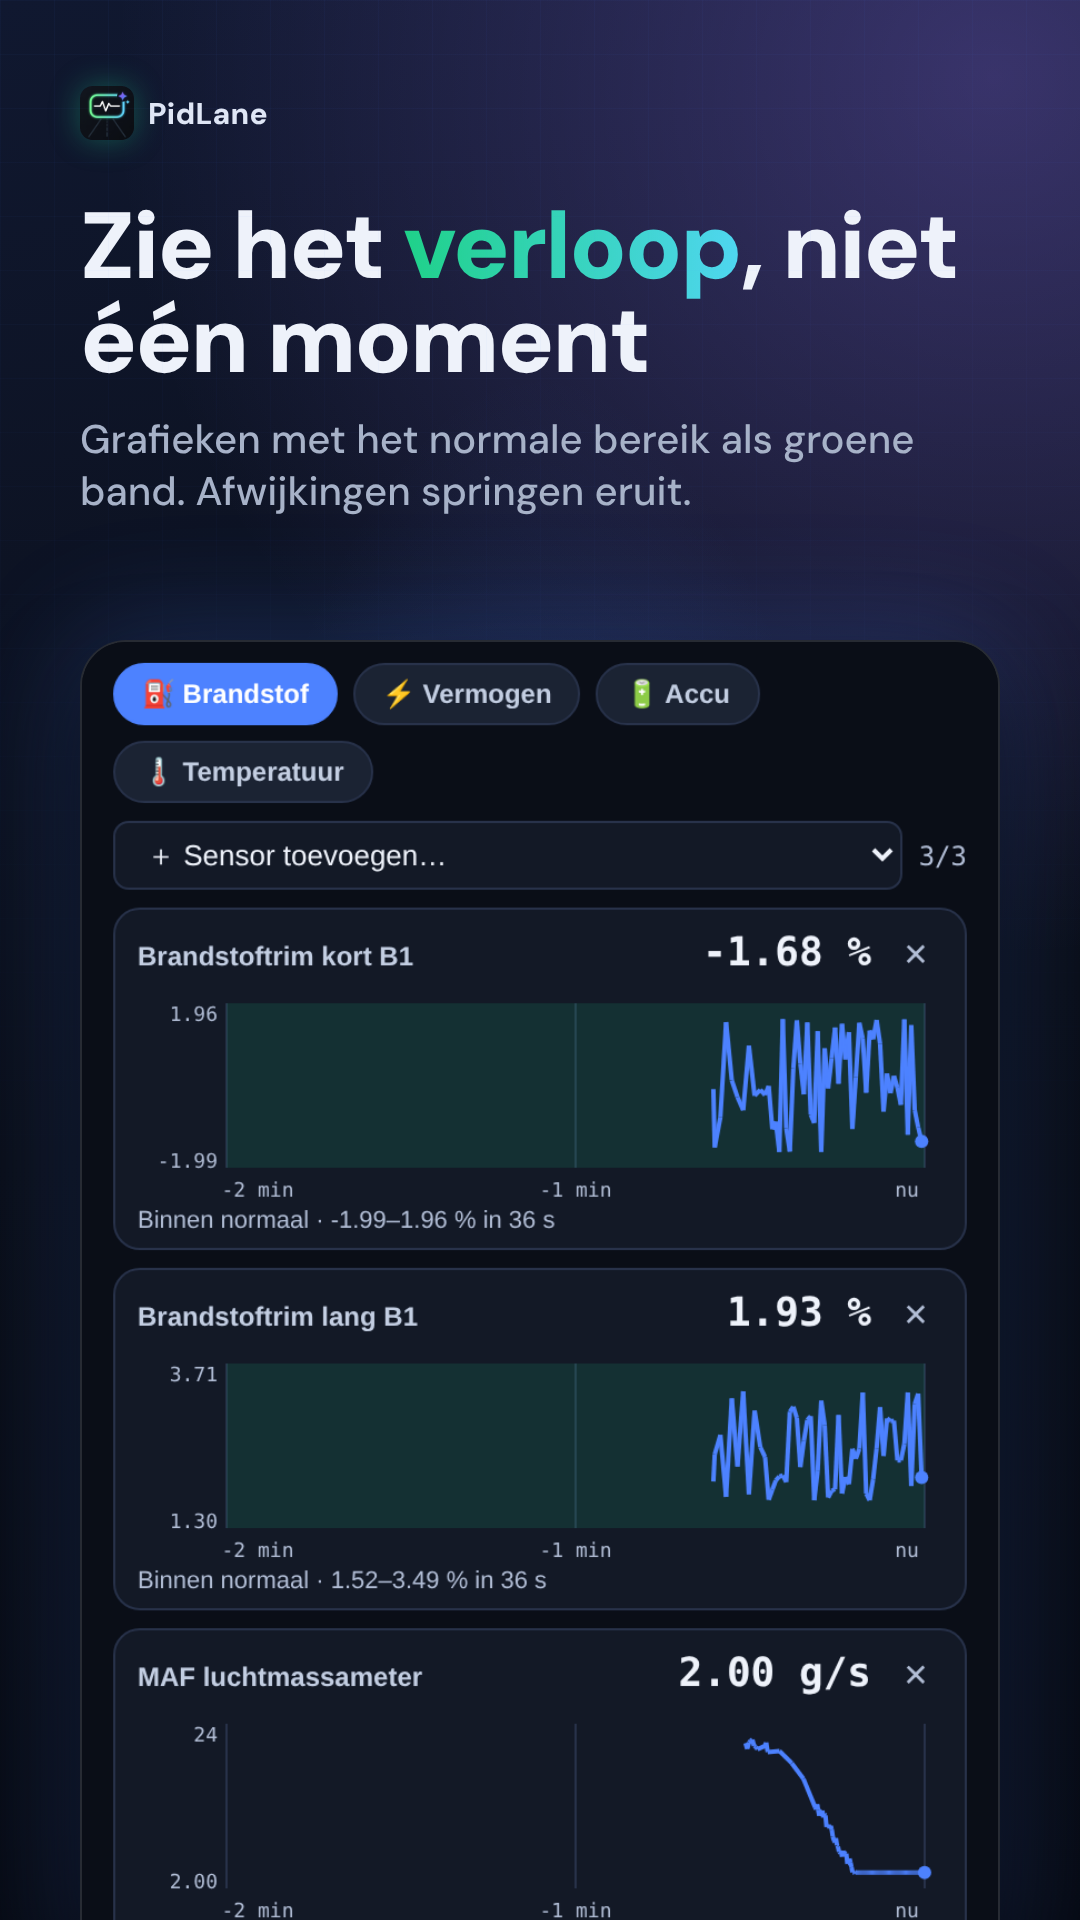 PidLane
Zie het verloop, niet
één moment
Grafieken met het normale bereik als groene
band. Afwijkingen springen eruit.
⛽ Brandstof
⚡ Vermogen
🔋 Accu
🌡️ Temperatuur
+ Sensor toevoegen…
3/3
Brandstoftrim kort B1
-1.68 % ×
1.96
-1.99
-2 min -1 min nu
Binnen normaal · -1.99–1.96 % in 36 s
Brandstoftrim lang B1
1.93 % ×
3.71
1.30
-2 min -1 min nu
Binnen normaal · 1.52–3.49 % in 36 s
MAF luchtmassameter
2.00 g/s ×
24
2.00
-2 min -1 min nu